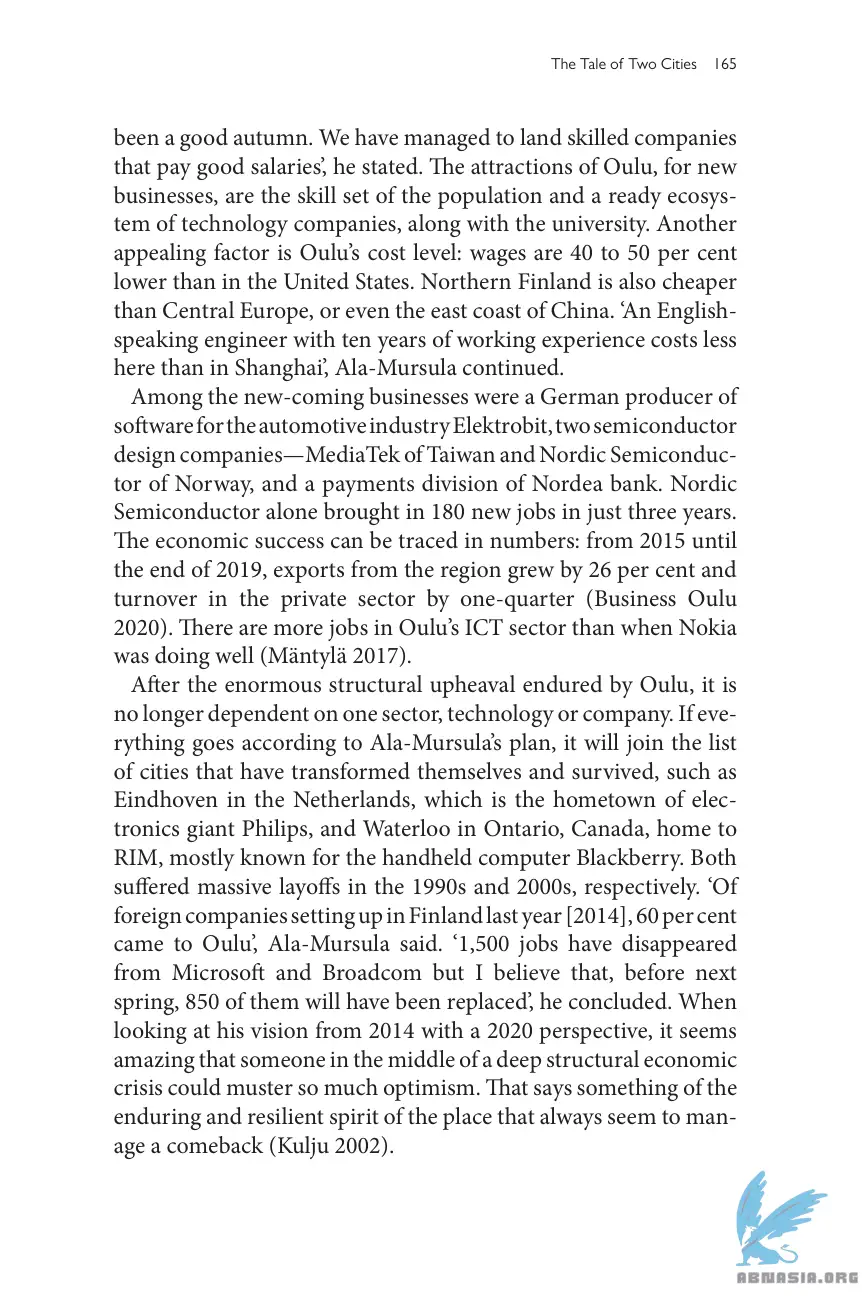 The Tale of Two Cities 165
been a good autumn. We have managed to land skilled companies
that pay good salaries’, he stated. The attractions of Oulu, for new
businesses, are the skill set of the population and a ready ecosys-
tem of technology companies, along with the university. Another
appealing factor is Oulu’s cost level: wages are 40 to 50 per cent
lower than in the United States. Northern Finland is also cheaper
than Central Europe, or even the east coast of China. ‘An English-
speaking engineer with ten years of working experience costs less
here than in Shanghai’, Ala-Mursula continued.
Among the new-coming businesses were a German producer of
software for the automotive industry Elektrobit, two semiconductor
design companies—MediaTek of Taiwan and Nordic Semiconduc-
tor of Norway, and a payments division of Nordea bank. Nordic
Semiconductor alone brought in 180 new jobs in just three years.
The economic success can be traced in numbers: from 2015 until
the end of 2019, exports from the region grew by 26 per cent and
turnover in the private sector by one-quarter (Business Oulu
2020). There are more jobs in Oulu’s ICT sector than when Nokia
was doing well (Mäntylä 2017).
After the enormous structural upheaval endured by Oulu, it is
no longer dependent on one sector, technology or company. If eve-
rything goes according to Ala-Mursula’s plan, it will join the list
of cities that have transformed themselves and survived, such as
Eindhoven in the Netherlands, which is the hometown of elec-
tronics giant Philips, and Waterloo in Ontario, Canada, home to
RIM, mostly known for the handheld computer Blackberry. Both
suffered massive layoffs in the 1990s and 2000s, respectively. ‘Of
foreign companies setting up in Finland last year [2014], 60 per cent
came to Oulu’, Ala-Mursula said. ‘1,500 jobs have disappeared
from Microsoft and Broadcom but I believe that, before next
spring, 850 of them will have been replaced’, he concluded. When
looking at his vision from 2014 with a 2020 perspective, it seems
amazing that someone in the middle of a deep structural economic
crisis could muster so much optimism. That says something of the
enduring and resilient spirit of the place that always seem to man-
age a comeback (Kulju 2002).
ABNASIA.ORG